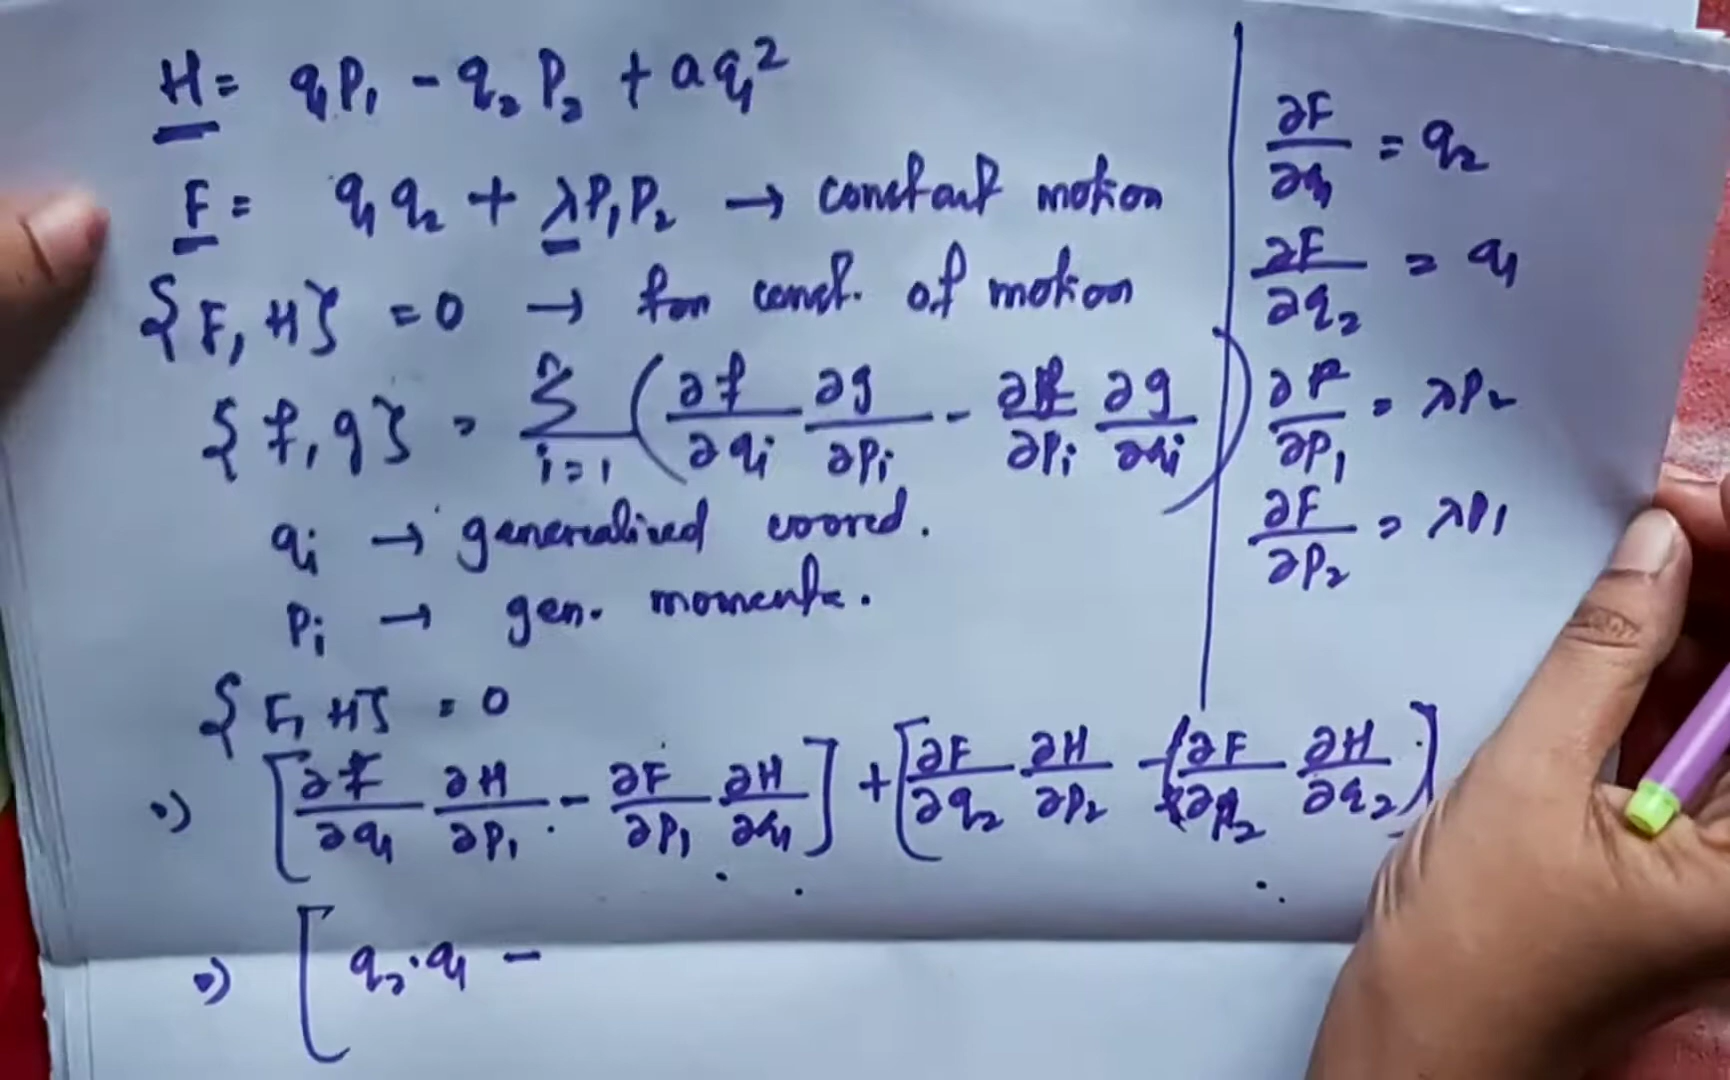 H = q₁P₁ - q₂P₂ + aq₁²
F = q₁q₂ + λP₁P₂ → constant motion
{F, H} = 0 → for const. of motion
{f, g} = Σ i=1 n (∂f/∂qi ∂g/∂pi - ∂f/∂pi ∂g/∂qi)
qi → generalized coord.
Pi → gen. momenta.
{F, H} = 0
⇒) [∂F/∂q₁ ∂H/∂P₁ - ∂F/∂P₁ ∂H/∂q₁] + [∂F/∂q₂ ∂H/∂P₂ - ∂F/∂P₂ ∂H/∂q₂]
⇒) [q₂·q₁ -
∂F/∂q₁ = q₂
∂F/∂q₂ = q₁
∂F/∂P₁ = λP₂
∂F/∂P₂ = λP₁